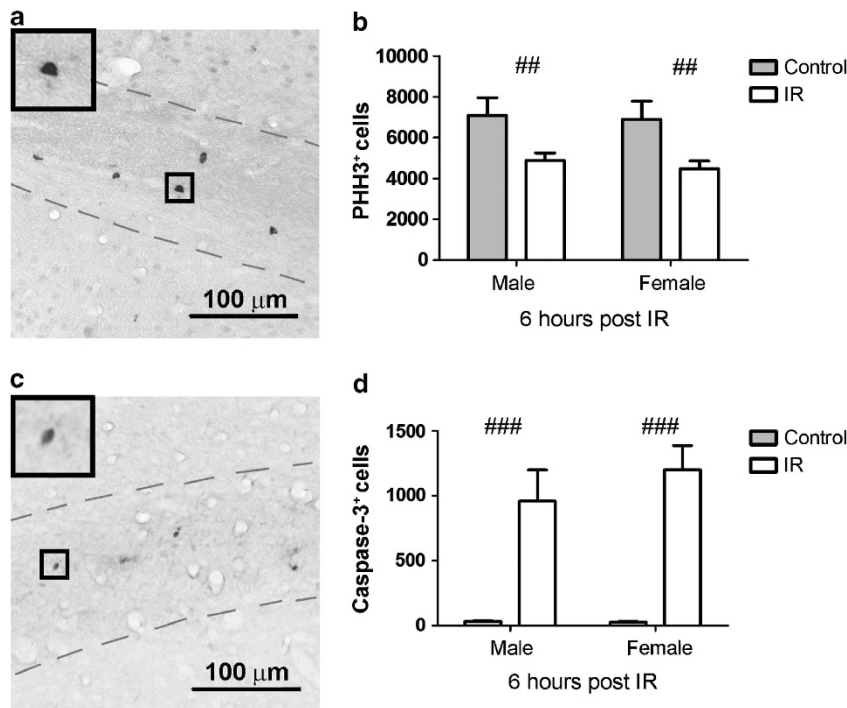 a
100 μm
b
PHH3⁺ cells
10000
8000
6000
4000
2000
0
## ##
Male Female
6 hours post IR
Control
IR
c
100 μm
d
Caspase-3⁺ cells
1500
1000
500
0
### ###
Male Female
6 hours post IR
Control
IR